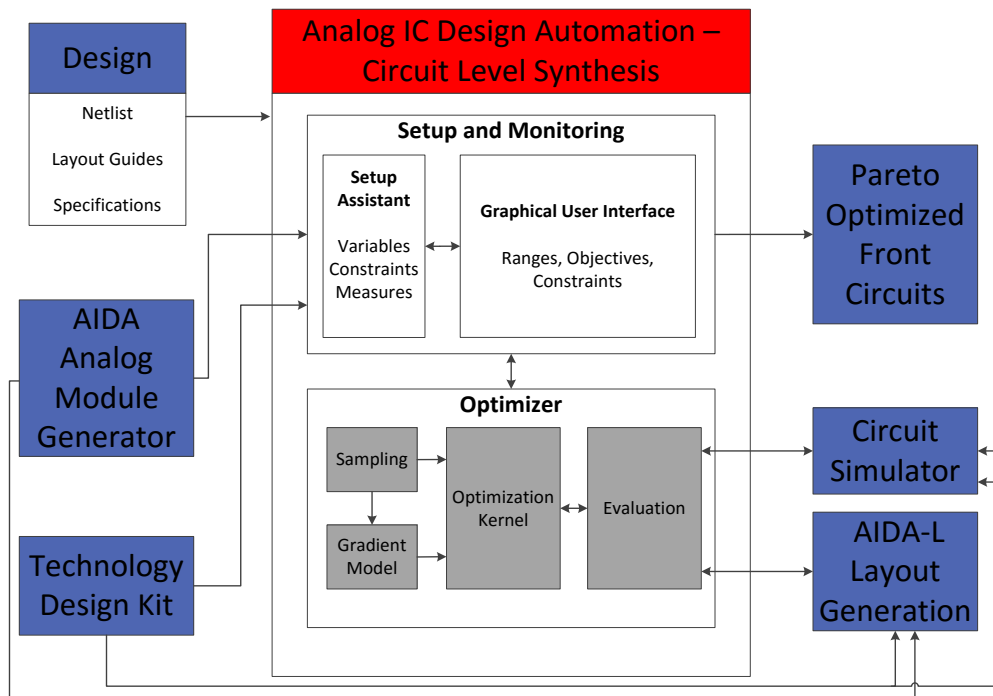 Design
Netlist
Layout Guides
Specifications
Analog IC Design Automation –
Circuit Level Synthesis
Setup and Monitoring
Setup
Assistant
Variables
Constraints
Measures
Graphical User Interface
Ranges, Objectives,
Constraints
Pareto
Optimized
Front
Circuits
AIDA
Analog
Module
Generator
Optimizer
Sampling
Gradient
Model
Optimization
Kernel
Evaluation
Circuit
Simulator
Technology
Design Kit
AIDA-L
Layout
Generation